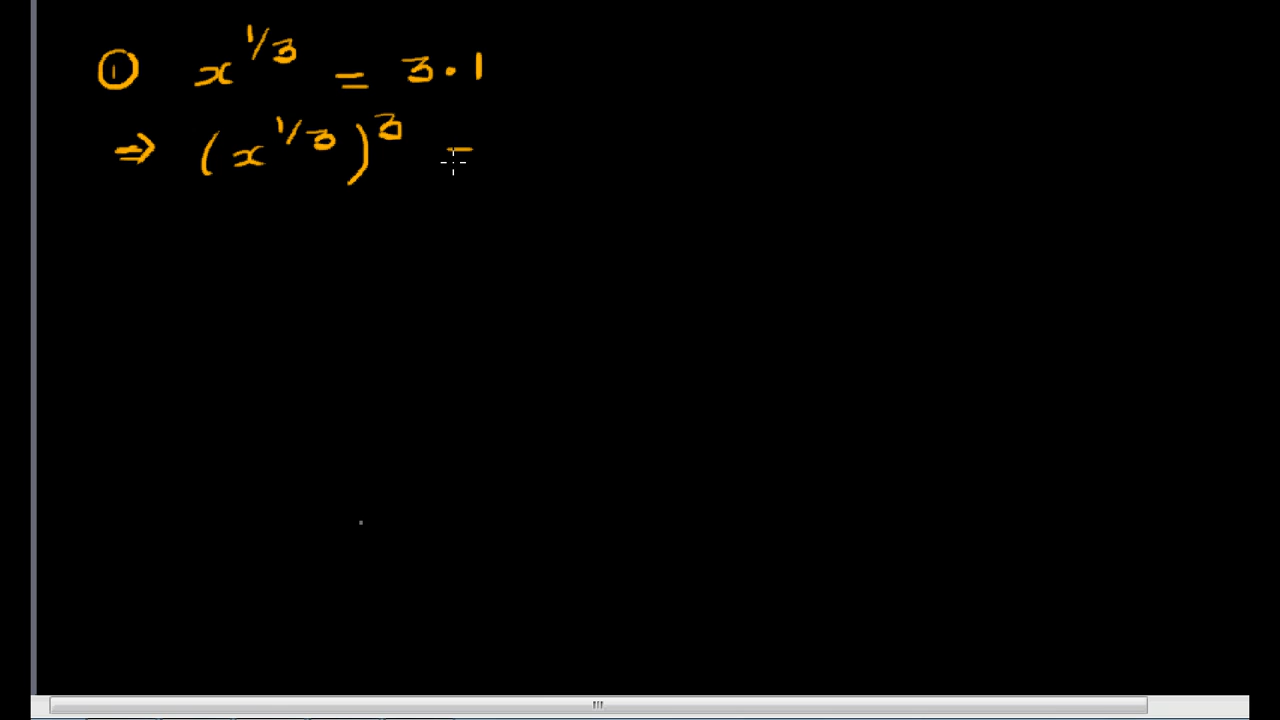 ① x^{1/3} = 3.1
⇒ (x^{1/3})^3 =